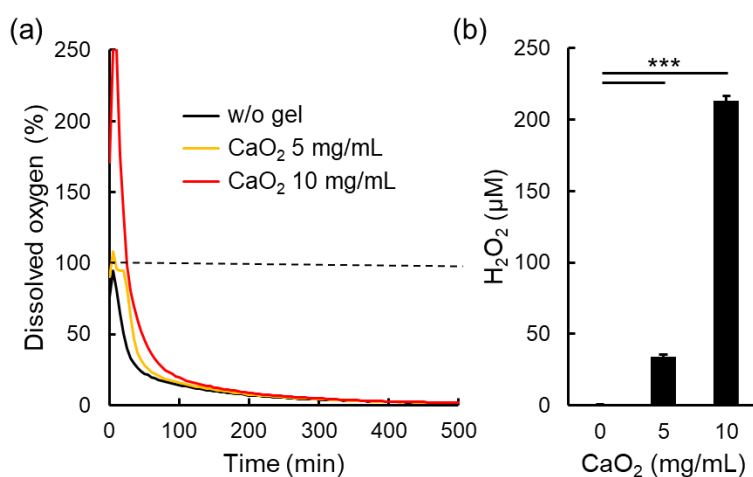 (a)
250
200
150
100
50
0
Dissolved oxygen (%)
w/o gel
CaO₂ 5 mg/mL
CaO₂ 10 mg/mL
0 100 200 300 400 500
Time (min)
(b)
250
200
150
100
50
0
H₂O₂ (µM)
***
0 5 10
CaO₂ (mg/mL)